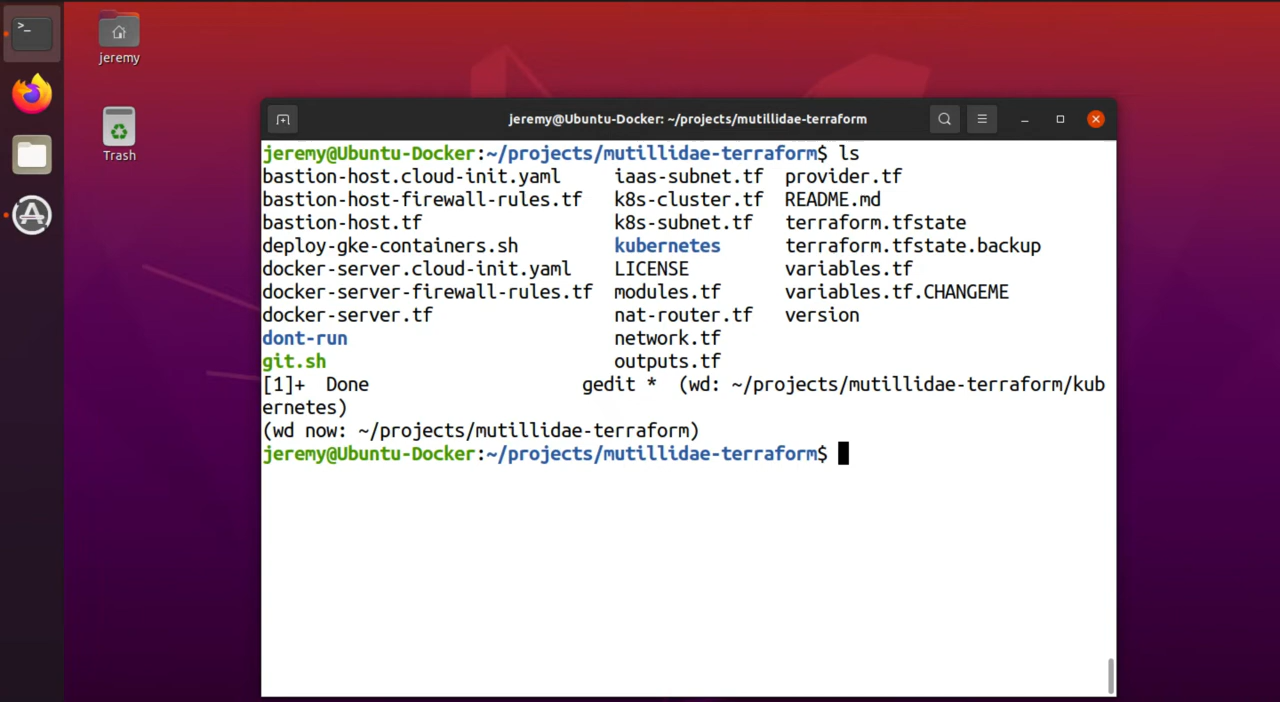 >_
jeremy
Trash
jeremy@Ubuntu-Docker: ~/projects/mutillidae-terraform
jeremy@Ubuntu-Docker:~/projects/mutillidae-terraform$ ls
bastion-host.cloud-init.yaml iaas-subnet.tf provider.tf
bastion-host-firewall-rules.tf k8s-cluster.tf README.md
bastion-host.tf k8s-subnet.tf terraform.tfstate
deploy-gke-containers.sh kubernetes terraform.tfstate.backup
docker-server.cloud-init.yaml LICENSE variables.tf
docker-server-firewall-rules.tf modules.tf variables.tf.CHANGEME
docker-server.tf nat-router.tf version
dont-run network.tf
git.sh outputs.tf
[1]+ Done gedit * (wd: ~/projects/mutillidae-terraform/kub
ernetes)
(wd now: ~/projects/mutillidae-terraform)
jeremy@Ubuntu-Docker:~/projects/mutillidae-terraform$